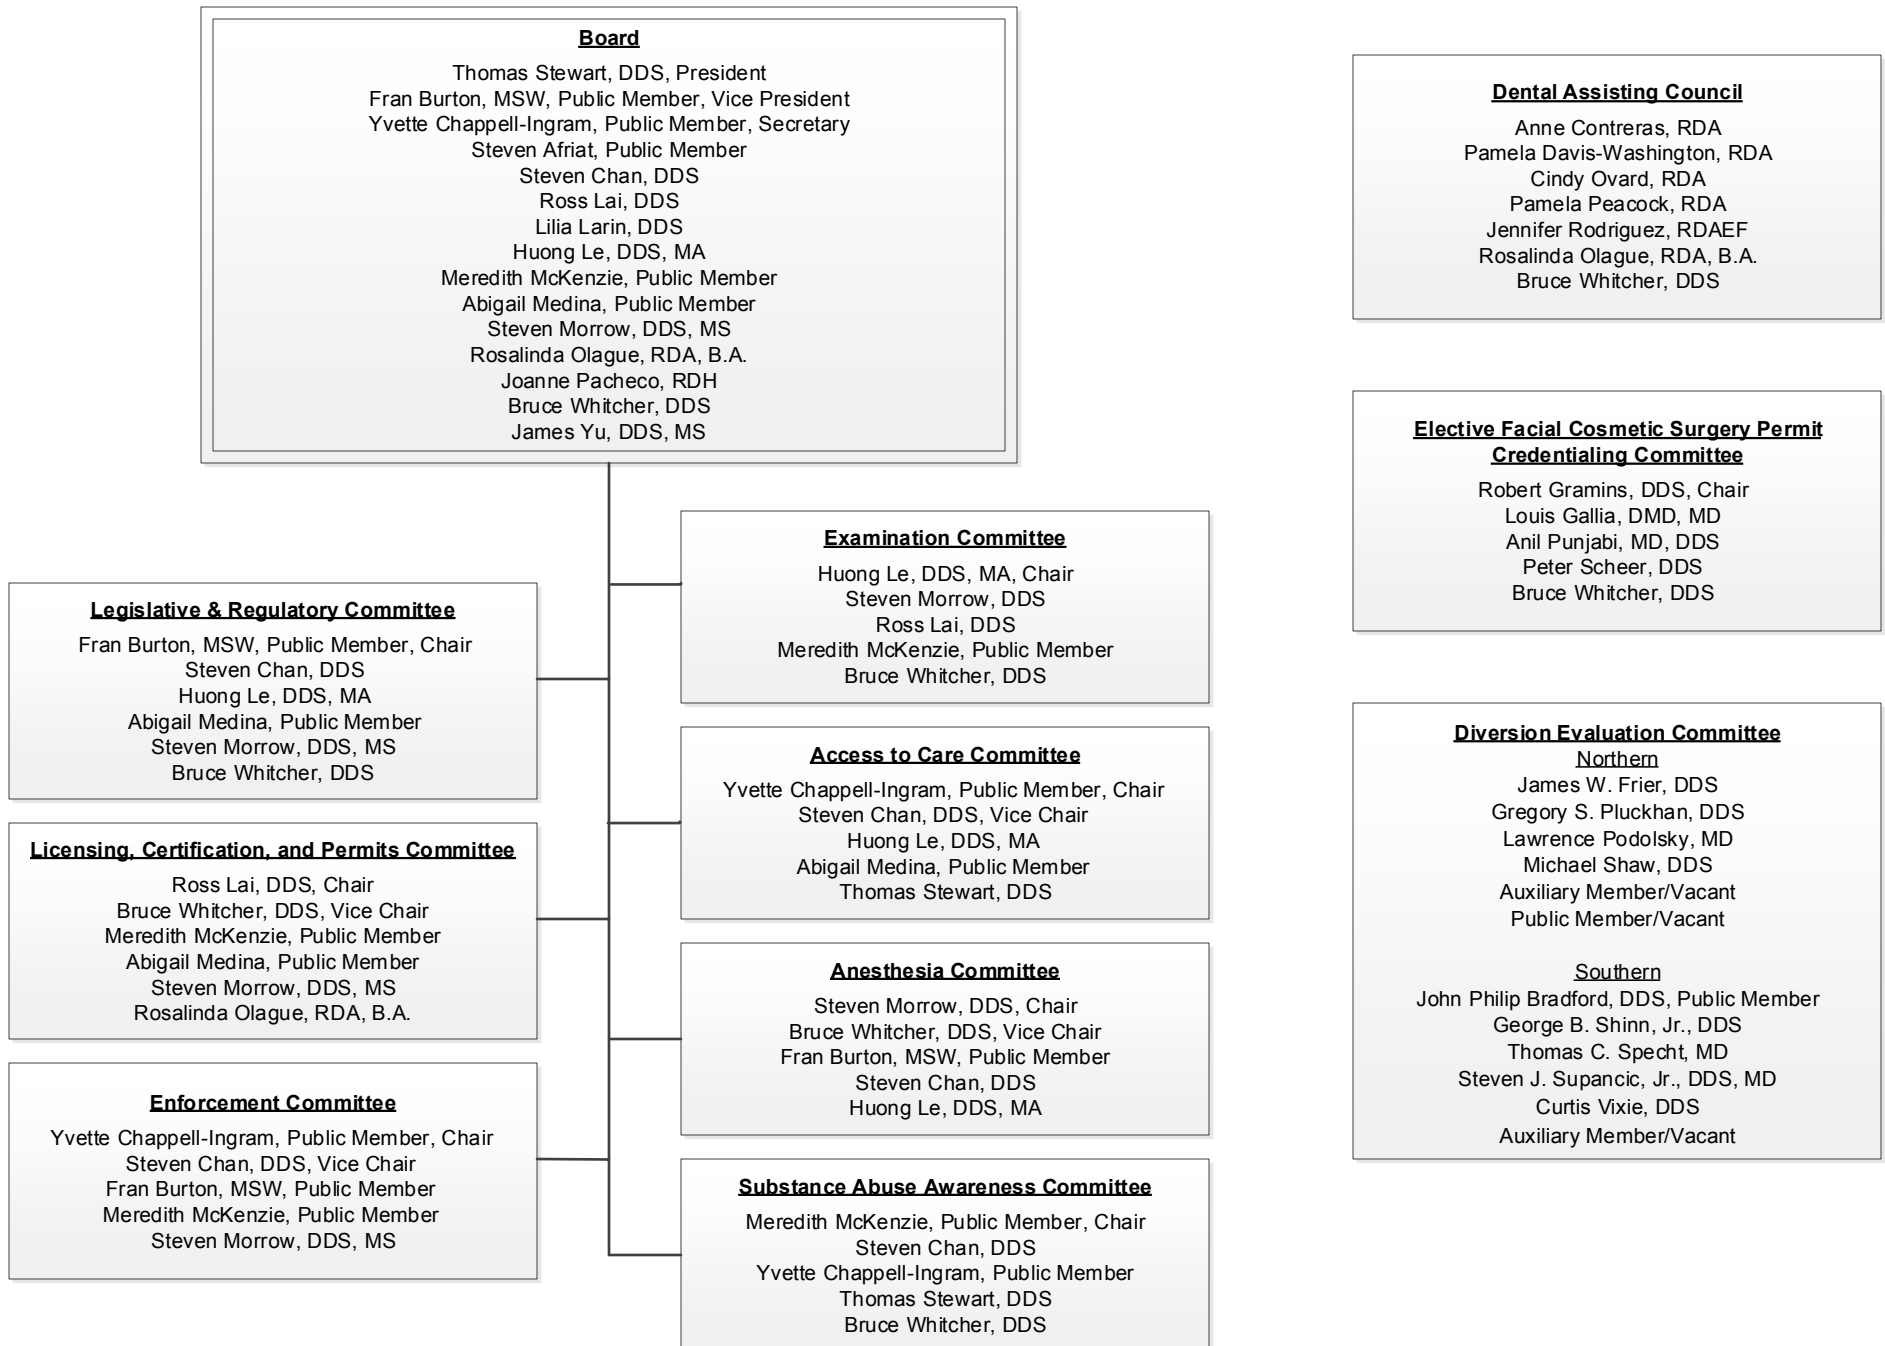 Board
Thomas Stewart, DDS, President
Fran Burton, MSW, Public Member, Vice President
Yvette Chappell-Ingram, Public Member, Secretary
Steven Afriat, Public Member
Steven Chan, DDS
Ross Lai, DDS
Lilia Larin, DDS
Huong Le, DDS, MA
Meredith McKenzie, Public Member
Abigail Medina, Public Member
Steven Morrow, DDS, MS
Rosalinda Olague, RDA, B.A.
Joanne Pacheco, RDH
Bruce Whitcher, DDS
James Yu, DDS, MS
Legislative & Regulatory Committee
Fran Burton, MSW, Public Member, Chair
Steven Chan, DDS
Huong Le, DDS, MA
Abigail Medina, Public Member
Steven Morrow, DDS, MS
Bruce Whitcher, DDS
Licensing, Certification, and Permits Committee
Ross Lai, DDS, Chair
Bruce Whitcher, DDS, Vice Chair
Meredith McKenzie, Public Member
Abigail Medina, Public Member
Steven Morrow, DDS, MS
Rosalinda Olague, RDA, B.A.
Enforcement Committee
Yvette Chappell-Ingram, Public Member, Chair
Steven Chan, DDS, Vice Chair
Fran Burton, MSW, Public Member
Meredith McKenzie, Public Member
Steven Morrow, DDS, MS
Examination Committee
Huong Le, DDS, MA, Chair
Steven Morrow, DDS
Ross Lai, DDS
Meredith McKenzie, Public Member
Bruce Whitcher, DDS
Access to Care Committee
Yvette Chappell-Ingram, Public Member, Chair
Steven Chan, DDS, Vice Chair
Huong Le, DDS, MA
Abigail Medina, Public Member
Thomas Stewart, DDS
Anesthesia Committee
Steven Morrow, DDS, Chair
Bruce Whitcher, DDS, Vice Chair
Fran Burton, MSW, Public Member
Steven Chan, DDS
Huong Le, DDS, MA
Substance Abuse Awareness Committee
Meredith McKenzie, Public Member, Chair
Steven Chan, DDS
Yvette Chappell-Ingram, Public Member
Thomas Stewart, DDS
Bruce Whitcher, DDS
Dental Assisting Council
Anne Contreras, RDA
Pamela Davis-Washington, RDA
Cindy Ovard, RDA
Pamela Peacock, RDA
Jennifer Rodriguez, RDAEF
Rosalinda Olague, RDA, B.A.
Bruce Whitcher, DDS
Elective Facial Cosmetic Surgery Permit
Credentialing Committee
Robert Gramins, DDS, Chair
Louis Gallia, DMD, MD
Anil Punjabi, MD, DDS
Peter Scheer, DDS
Bruce Whitcher, DDS
Diversion Evaluation Committee
Northern
James W. Frier, DDS
Gregory S. Pluckhan, DDS
Lawrence Podolsky, MD
Michael Shaw, DDS
Auxiliary Member/Vacant
Public Member/Vacant
Southern
John Philip Bradford, DDS, Public Member
George B. Shinn, Jr., DDS
Thomas C. Specht, MD
Steven J. Supancic, Jr., DDS, MD
Curtis Vixie, DDS
Auxiliary Member/Vacant